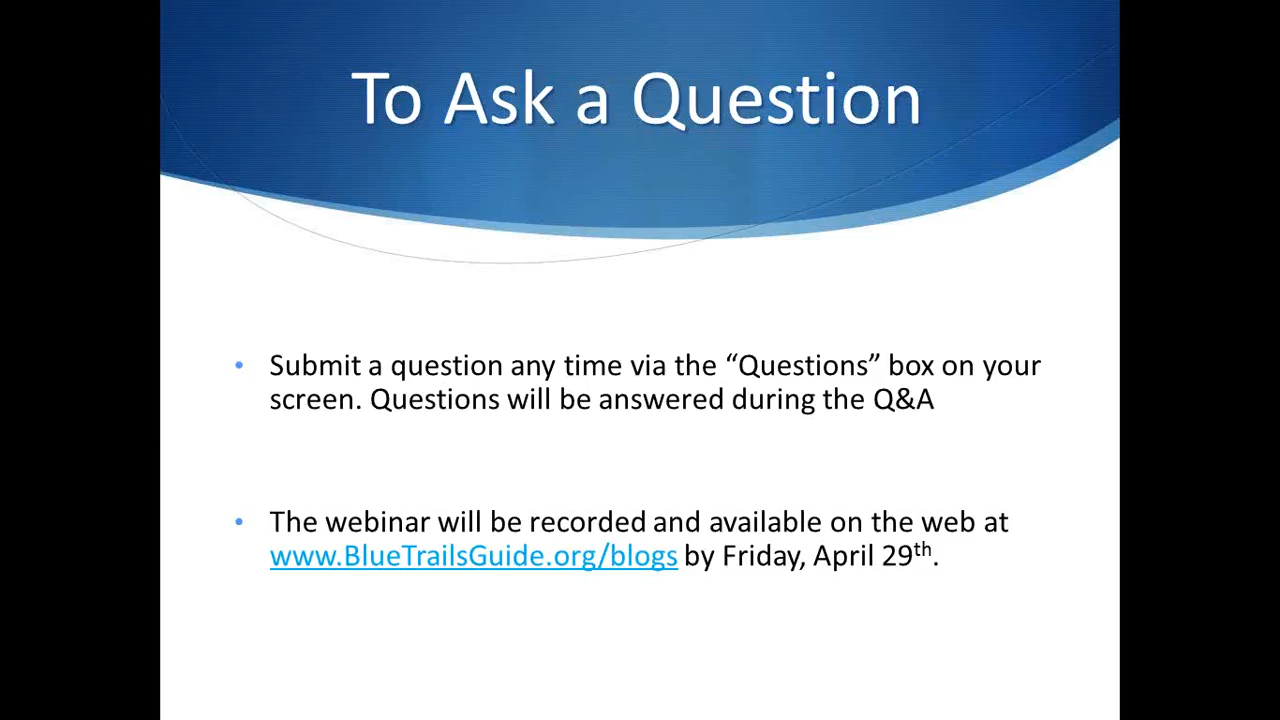 To Ask a Question
• Submit a question any time via the “Questions” box on your
screen. Questions will be answered during the Q&A
• The webinar will be recorded and available on the web at
www.BlueTrailsGuide.org/blogs by Friday, April 29th.